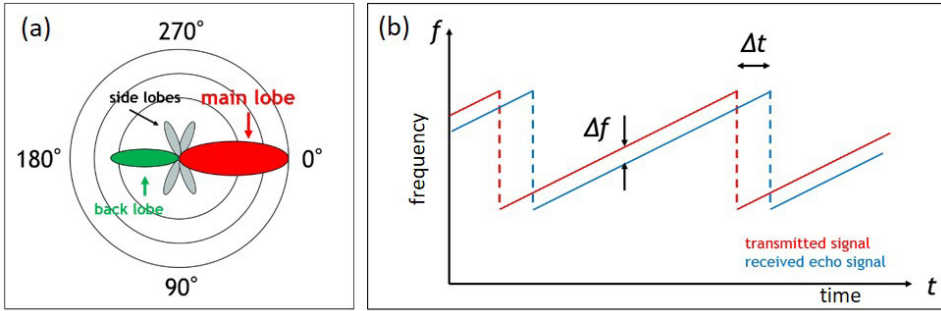 (a)
270°
side lobes
main lobe
180°
0°
back lobe
90°
(b)
f
Δt
Δf
frequency
transmitted signal
received echo signal
time
t